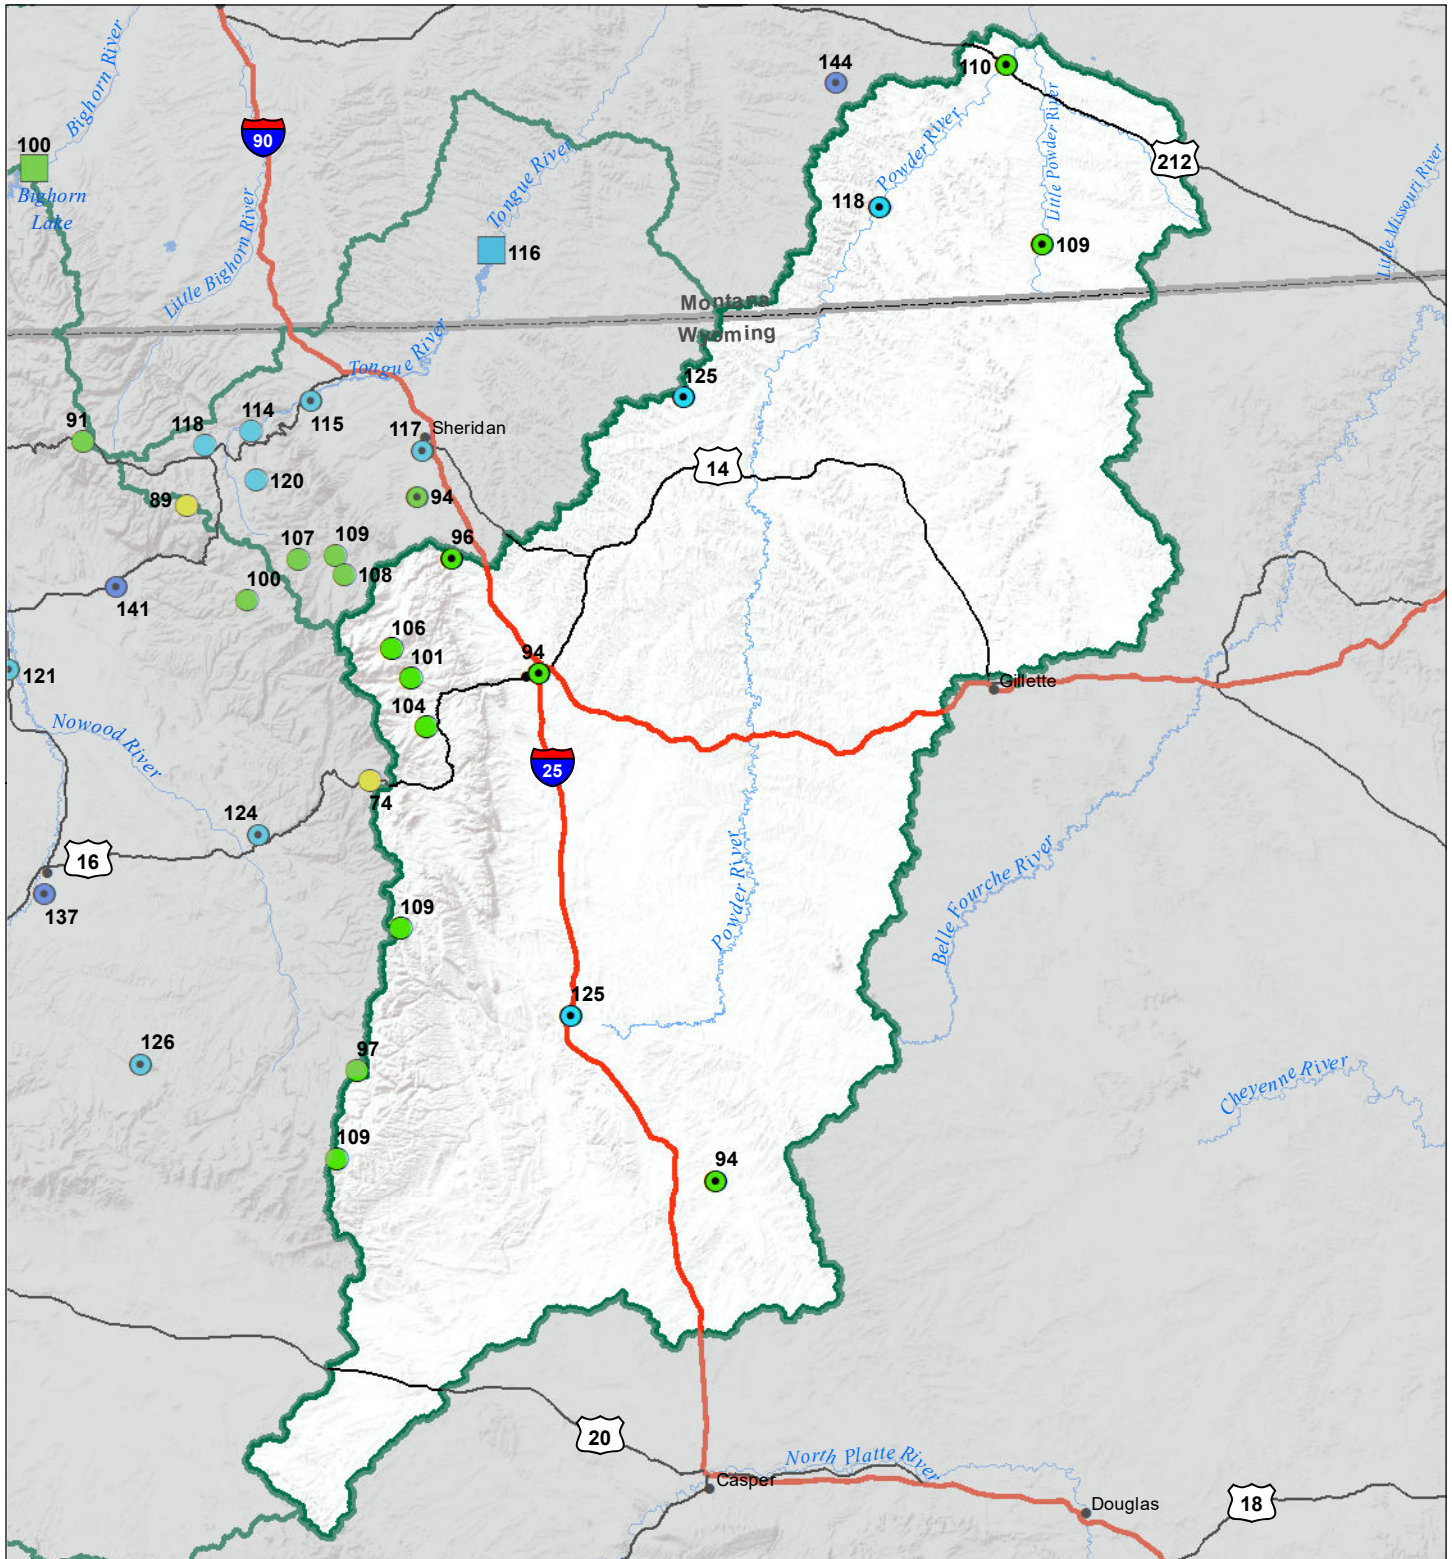 144
110
Bighorn River
90
100
212
Bighorn
Lake
Tongue River
Powder River
Little Powder River
Little Missouri River
118
Little Bighorn River
116
109
Montana
Wyoming
Tongue River
125
91
118
114
115
117
Sheridan
14
120
94
89
107
109
96
108
100
141
106
101
94
121
104
Gillette
Nowood River
25
74
124
16
Powder River
Belle Fourche River
137
109
125
126
97
Cheyenne River
109
94
20
North Platte River
Casper
Douglas
18